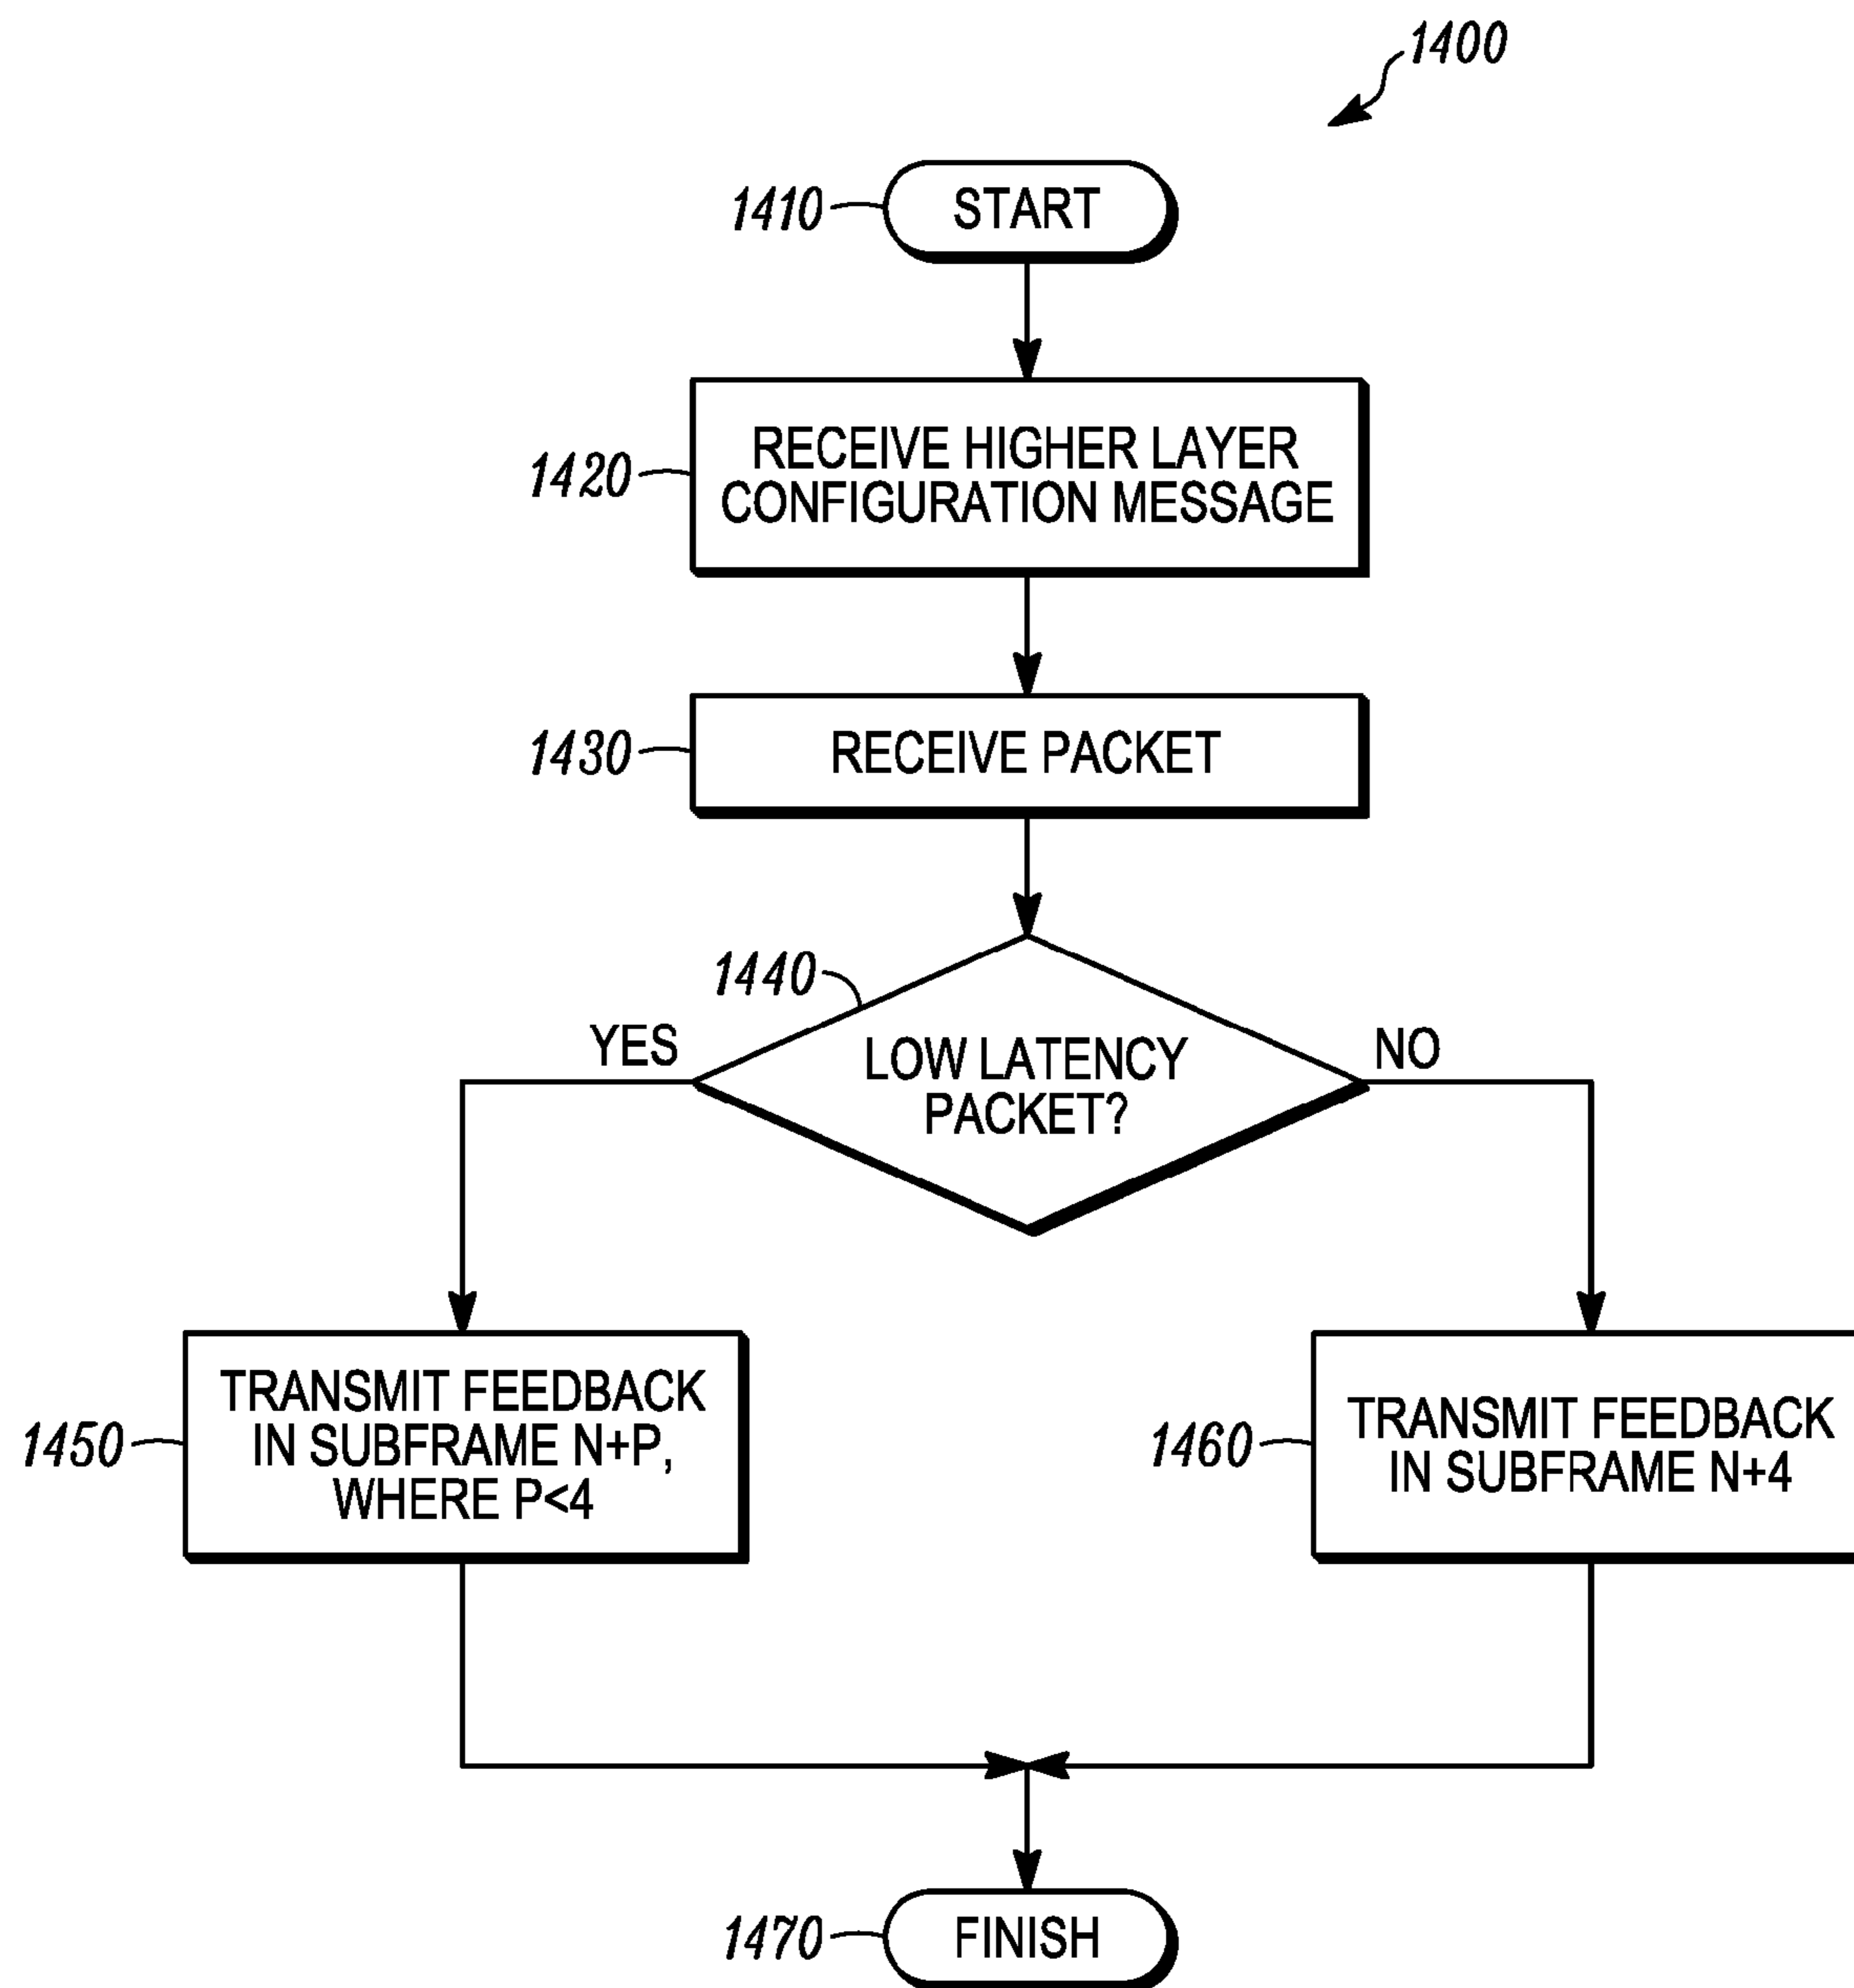 1400
1410
START
1420
RECEIVE HIGHER LAYER
CONFIGURATION MESSAGE
1430
RECEIVE PACKET
1440
YES
LOW LATENCY
PACKET?
NO
1450
TRANSMIT FEEDBACK
IN SUBFRAME N+P,
WHERE P<4
1460
TRANSMIT FEEDBACK
IN SUBFRAME N+4
1470
FINISH